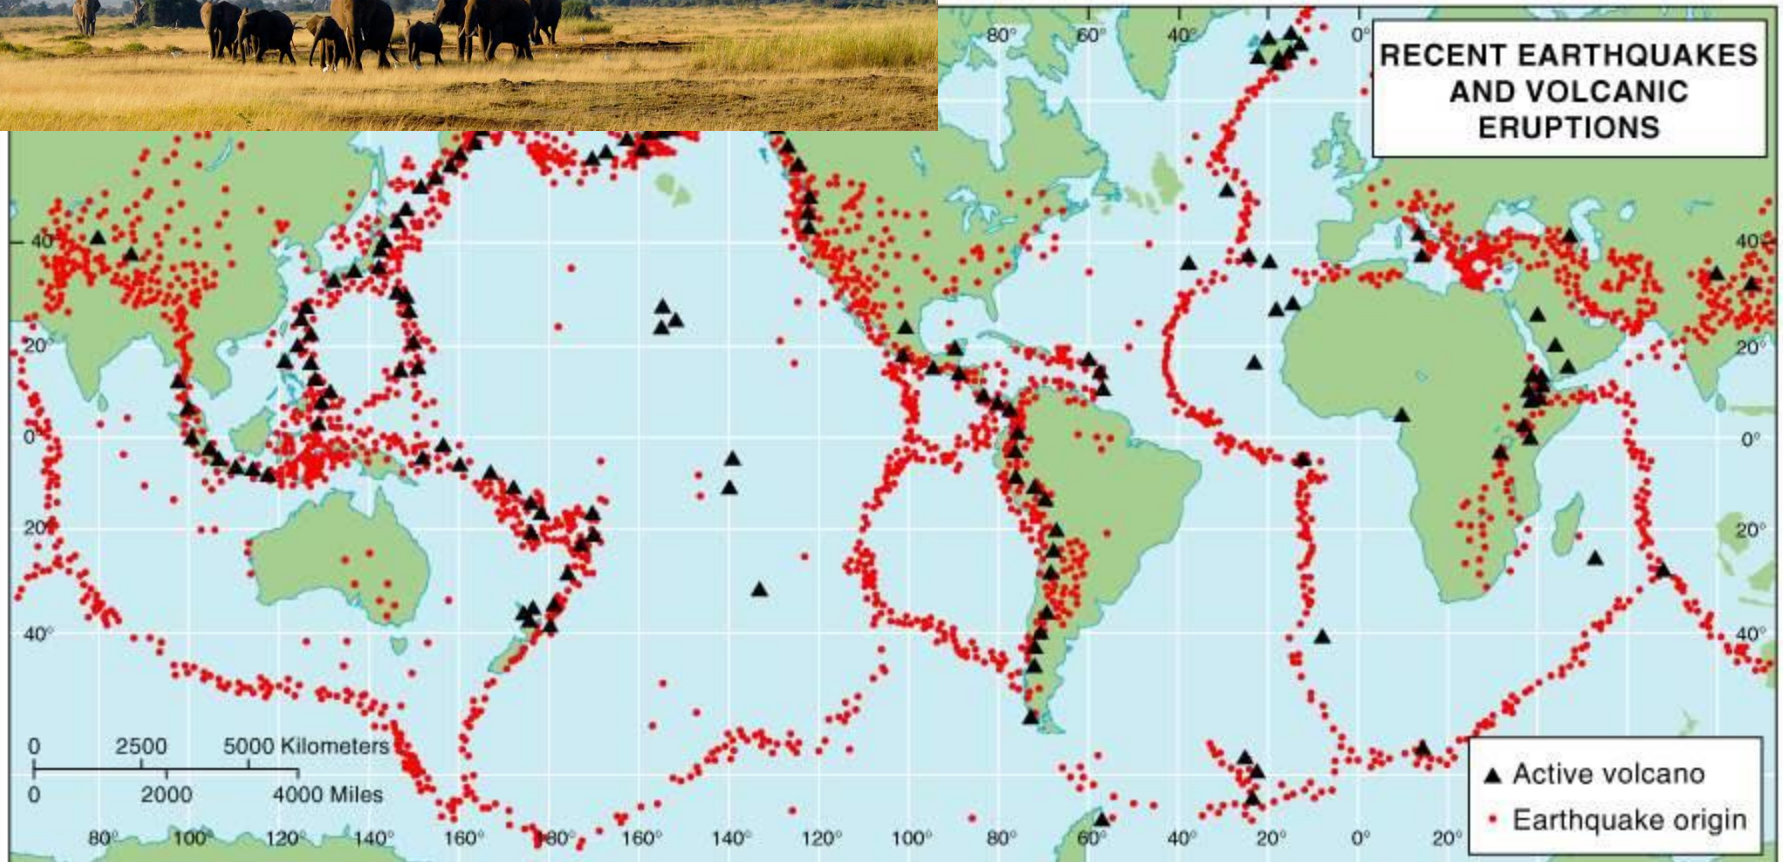 80° 60° 40° 0°
RECENT EARTHQUAKES
AND VOLCANIC
ERUPTIONS
40° 40°
20° 20°
0° 0°
20° 20°
40° 40°
0 2500 5000 Kilometers
0 2000 4000 Miles
Active volcano
Earthquake origin
80° 100° 120° 140° 160° 180° 160° 140° 120° 100° 80° 60° 40° 20° 0° 20°